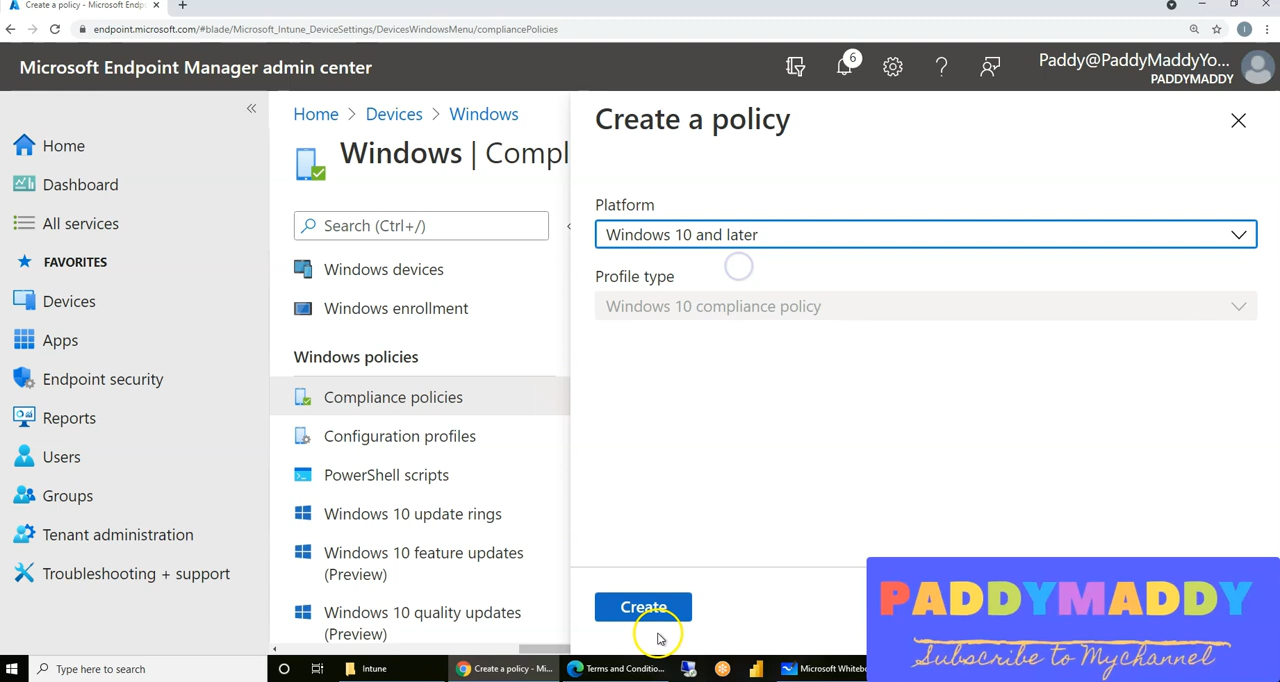 Create a policy - Microsoft End
endpoint.microsoft.com/#blade/Microsoft_Intune_DeviceSettings/DevicesWindowsMenu/compliancePolicies
Microsoft Endpoint Manager admin center
6
Paddy@PaddyMaddyYo...
PADDYMADDY
Home
Dashboard
All services
FAVORITES
Devices
Apps
Endpoint security
Reports
Users
Groups
Tenant administration
Troubleshooting + support
Home > Devices > Windows
Windows | Compl
Search (Ctrl+/)
Windows devices
Windows enrollment
Windows policies
Compliance policies
Configuration profiles
PowerShell scripts
Windows 10 update rings
Windows 10 feature updates
(Preview)
Windows 10 quality updates
(Preview)
Create a policy
Platform
Windows 10 and later
Profile type
Windows 10 compliance policy
Create
PADDYMADDY
Subscribe to Mychannel
Type here to search
Intune
Create a policy - Mi...
Terms and Conditio...
Microsoft Whitebo